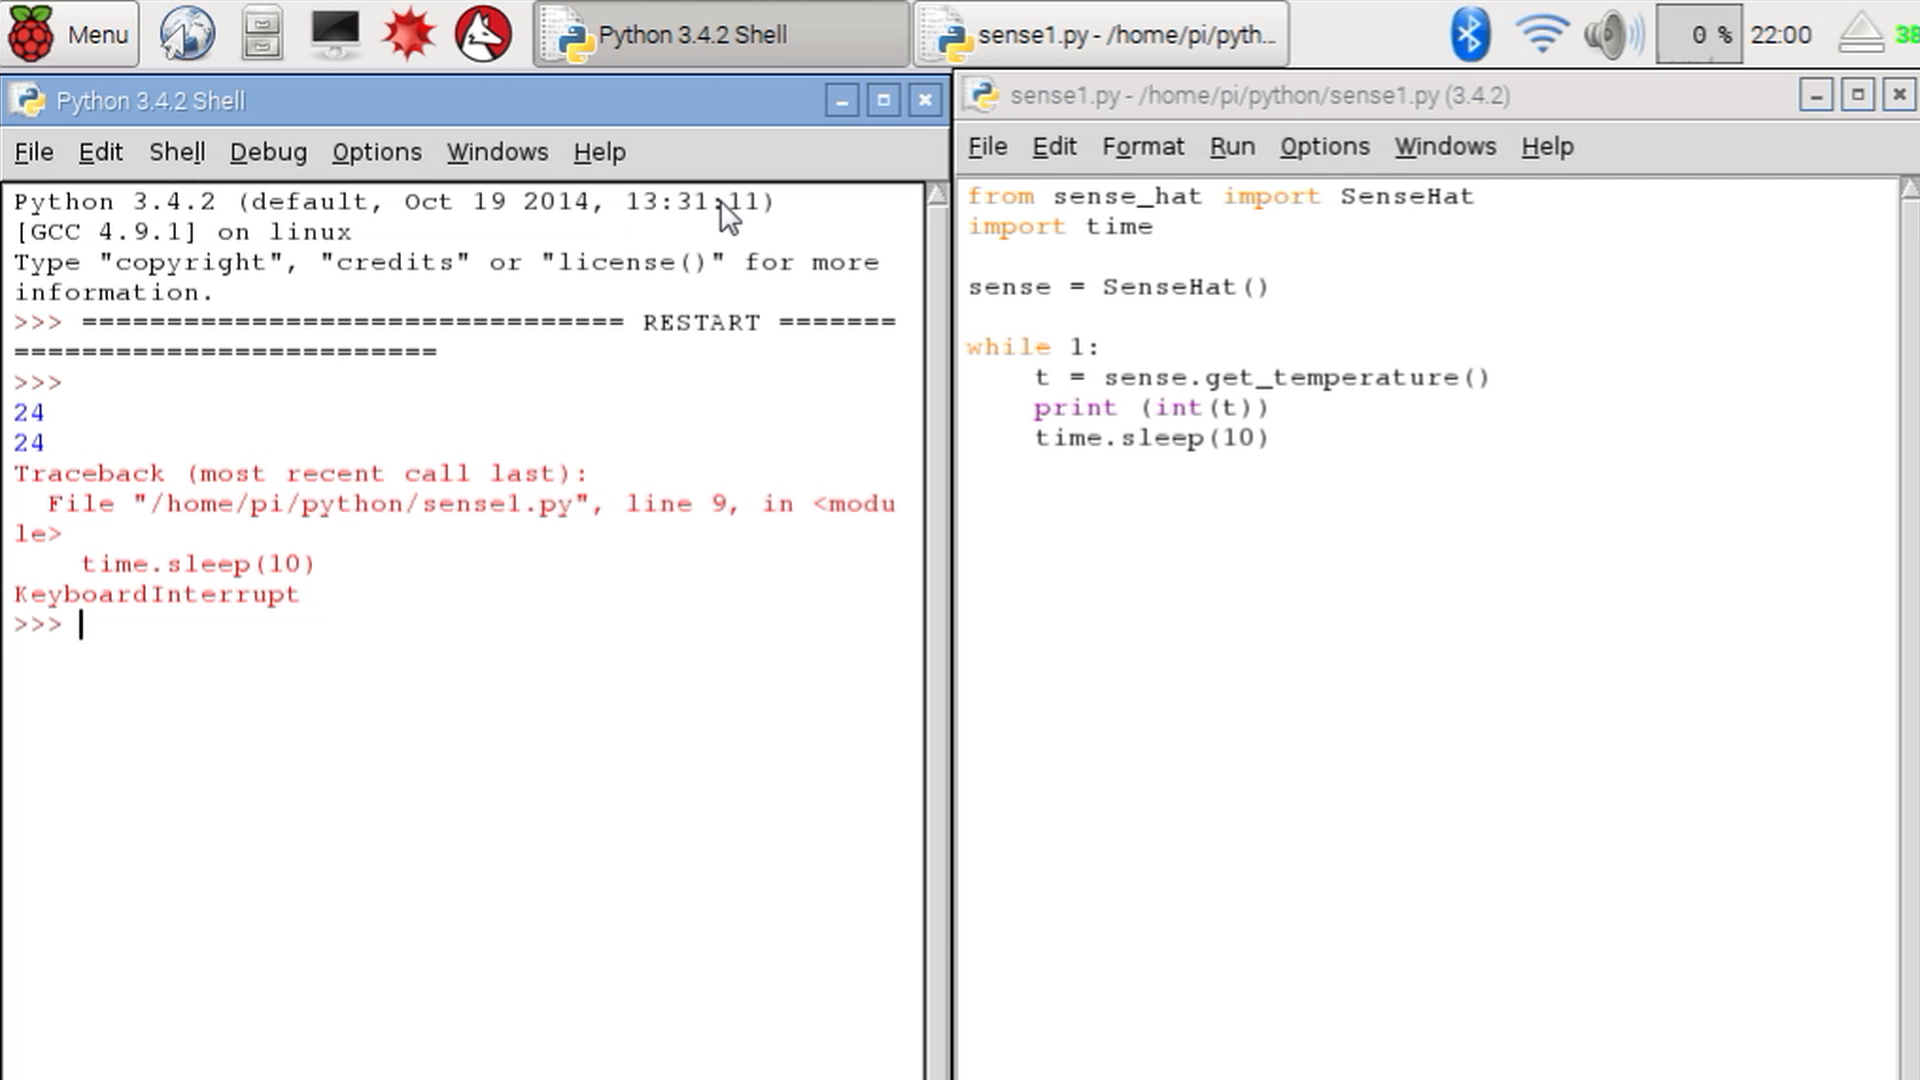 Menu
Python 3.4.2 Shell
sense1.py - /home/pi/pyth...
0 %
22:00
Python 3.4.2 Shell
File Edit Shell Debug Options Windows Help
Python 3.4.2 (default, Oct 19 2014, 13:31:11)
[GCC 4.9.1] on linux
Type "copyright", "credits" or "license()" for more
information.
>>> ================================ RESTART =======
=========================
>>>
24
24
Traceback (most recent call last):
  File "/home/pi/python/sense1.py", line 9, in <modu
le>
    time.sleep(10)
KeyboardInterrupt
>>>
sense1.py - /home/pi/python/sense1.py (3.4.2)
File Edit Format Run Options Windows Help
from sense_hat import SenseHat
import time
sense = SenseHat()
while 1:
    t = sense.get_temperature()
    print (int(t))
    time.sleep(10)